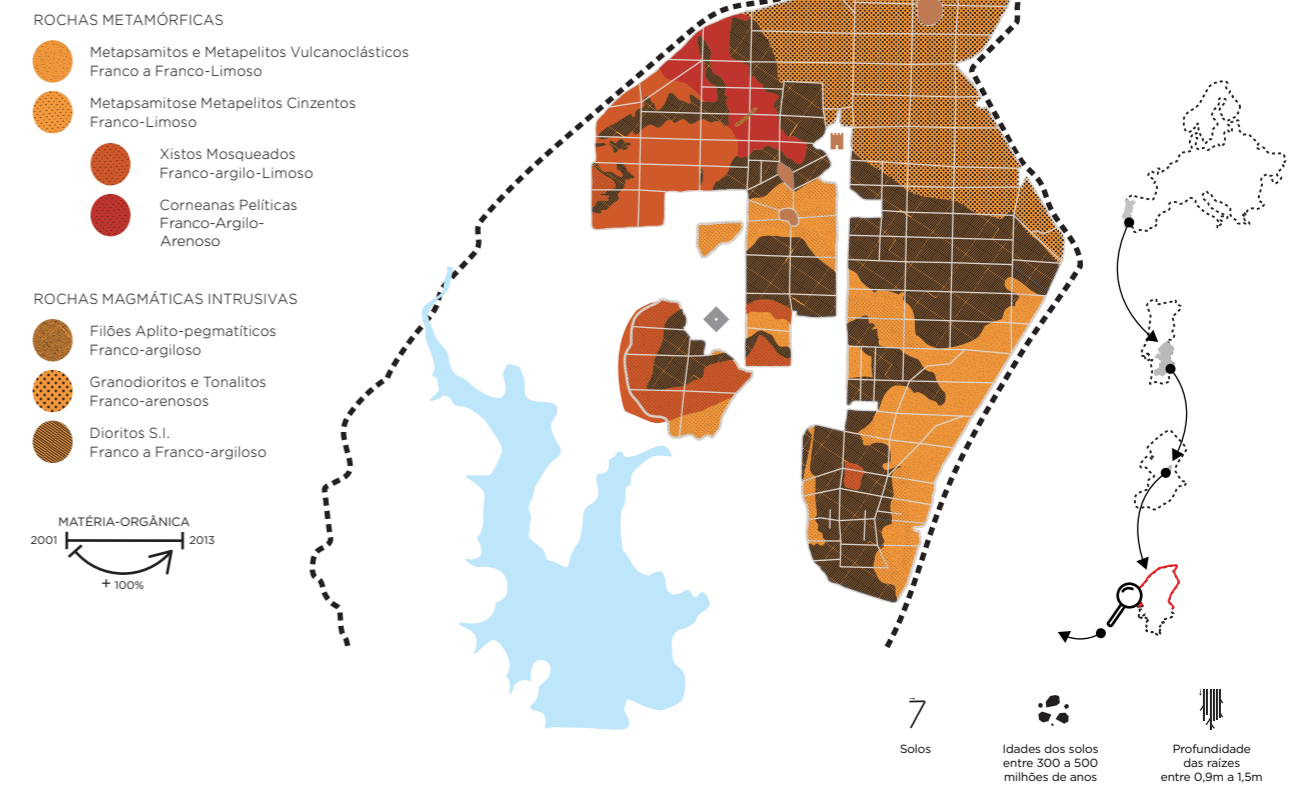 ROCHAS METAMÓRFICAS
Metapsamitos e Metapelitos Vulcanoclásticos
Franco a Franco-Limoso
Metapsamitose Metapelitos Cinzentos
Franco-Limoso
Xistos Mosqueados
Franco-argilo-Limoso
Corneanas Pelíticas
Franco-Argilo-
Arenoso
ROCHAS MAGMÁTICAS INTRUSIVAS
Filões Aplito-pegmatíticos
Franco-argiloso
Granodioritos e Tonalitos
Franco-arenosos
Dioritos S.I.
Franco a Franco-argiloso
MATÉRIA-ORGÂNICA
2001 2013
+ 100%
7
Solos
Idades dos solos
entre 300 a 500
milhões de anos
Profundidade
das raízes
entre 0,9m a 1,5m